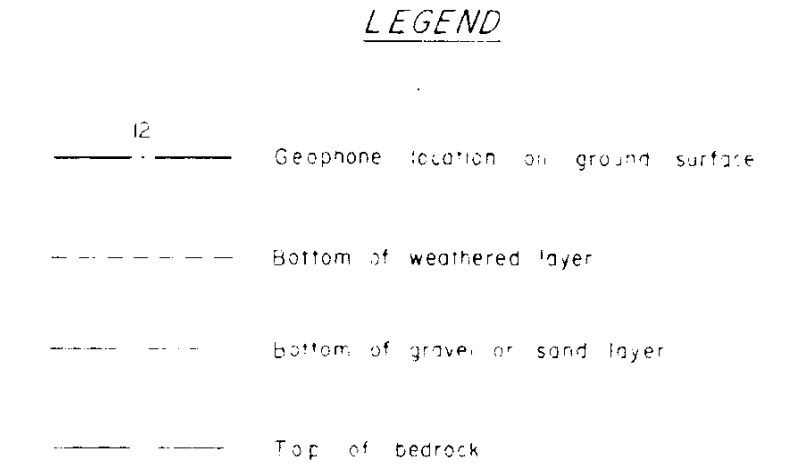 LEGEND
12
Geophone location on ground surface
Bottom of weathered layer
Bottom of gravel or sand layer
Top of bedrock